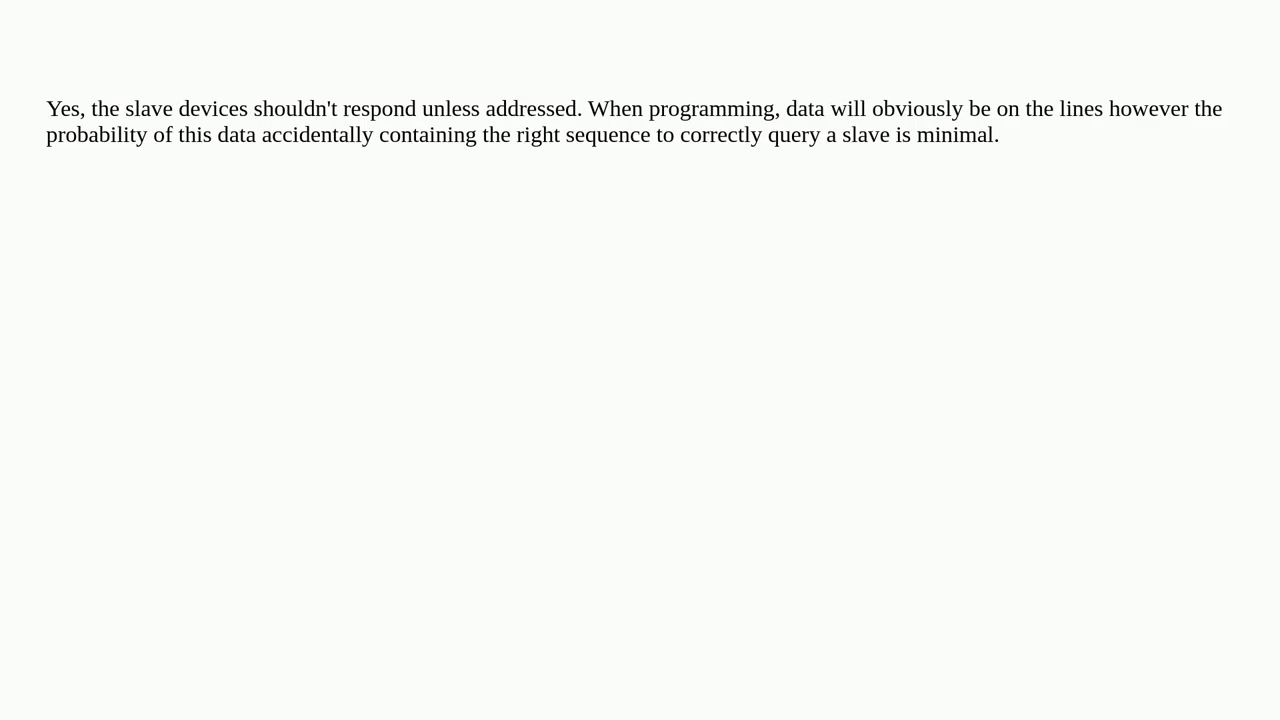 Yes, the slave devices shouldn't respond unless addressed. When programming, data will obviously be on the lines however the
probability of this data accidentally containing the right sequence to correctly query a slave is minimal.